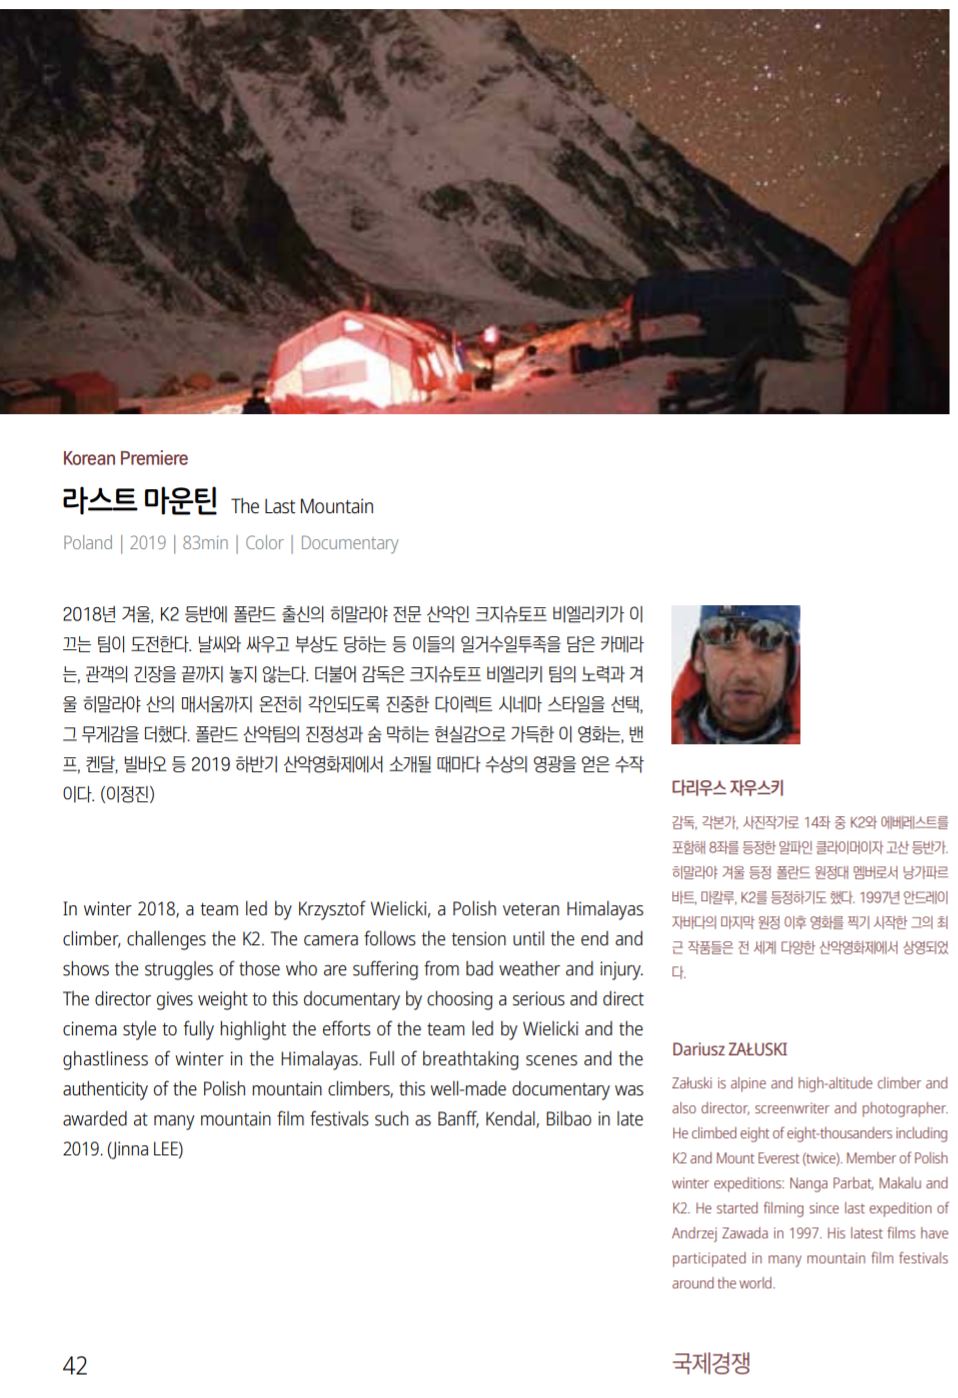 Korean Premiere
라스트 마운틴 The Last Mountain
Poland | 2019 | 83min | Color | Documentary
2018년 겨울, K2 등반에 폴란드 출신의 히말라야 전문 산악인 크지슈토프 비엘리키가 이
끄는 팀이 도전한다. 날씨와 싸우고 부상도 당하는 등 이들의 일거수일투족을 담은 카메라
는, 관객의 긴장을 끝까지 놓지 않는다. 더불어 감독은 크지슈토프 비엘리키 팀의 노력과 겨
울 히말라야 산의 매서움까지 온전히 각인되도록 진중한 다이렉트 시네마 스타일을 선택,
그 무게감을 더했다. 폴란드 산악팀의 진정성과 숨 막히는 현실감으로 가득한 이 영화는, 밴
프, 켄달, 빌바오 등 2019 하반기 산악영화제에서 소개될 때마다 수상의 영광을 얻은 수작
이다. (이정진)
In winter 2018, a team led by Krzysztof Wielicki, a Polish veteran Himalayas
climber, challenges the K2. The camera follows the tension until the end and
shows the struggles of those who are suffering from bad weather and injury.
The director gives weight to this documentary by choosing a serious and direct
cinema style to fully highlight the efforts of the team led by Wielicki and the
ghastliness of winter in the Himalayas. Full of breathtaking scenes and the
authenticity of the Polish mountain climbers, this well-made documentary was
awarded at many mountain film festivals such as Banff, Kendal, Bilbao in late
2019. (Jinna LEE)
다리우스 자우스키
감독, 각본가, 사진작가로 14좌 중 K2와 에베레스트를
포함해 8좌를 등정한 알파인 클라이머이자 고산 등반가.
히말라야 겨울 등정 폴란드 원정대 멤버로서 낭가파르
바트, 마칼루, K2를 등정하기도 했다. 1997년 안드레이
자바다의 마지막 원정 이후 영화를 찍기 시작한 그의 최
근 작품들은 전 세계 다양한 산악영화제에서 상영되었
다.
Dariusz ZAŁUSKI
Załuski is alpine and high-altitude climber and
also director, screenwriter and photographer.
He climbed eight of eight-thousanders including
K2 and Mount Everest (twice). Member of Polish
winter expeditions: Nanga Parbat, Makalu and
K2. He started filming since last expedition of
Andrzej Zawada in 1997. His latest films have
participated in many mountain film festivals
around the world.
42
국제경쟁